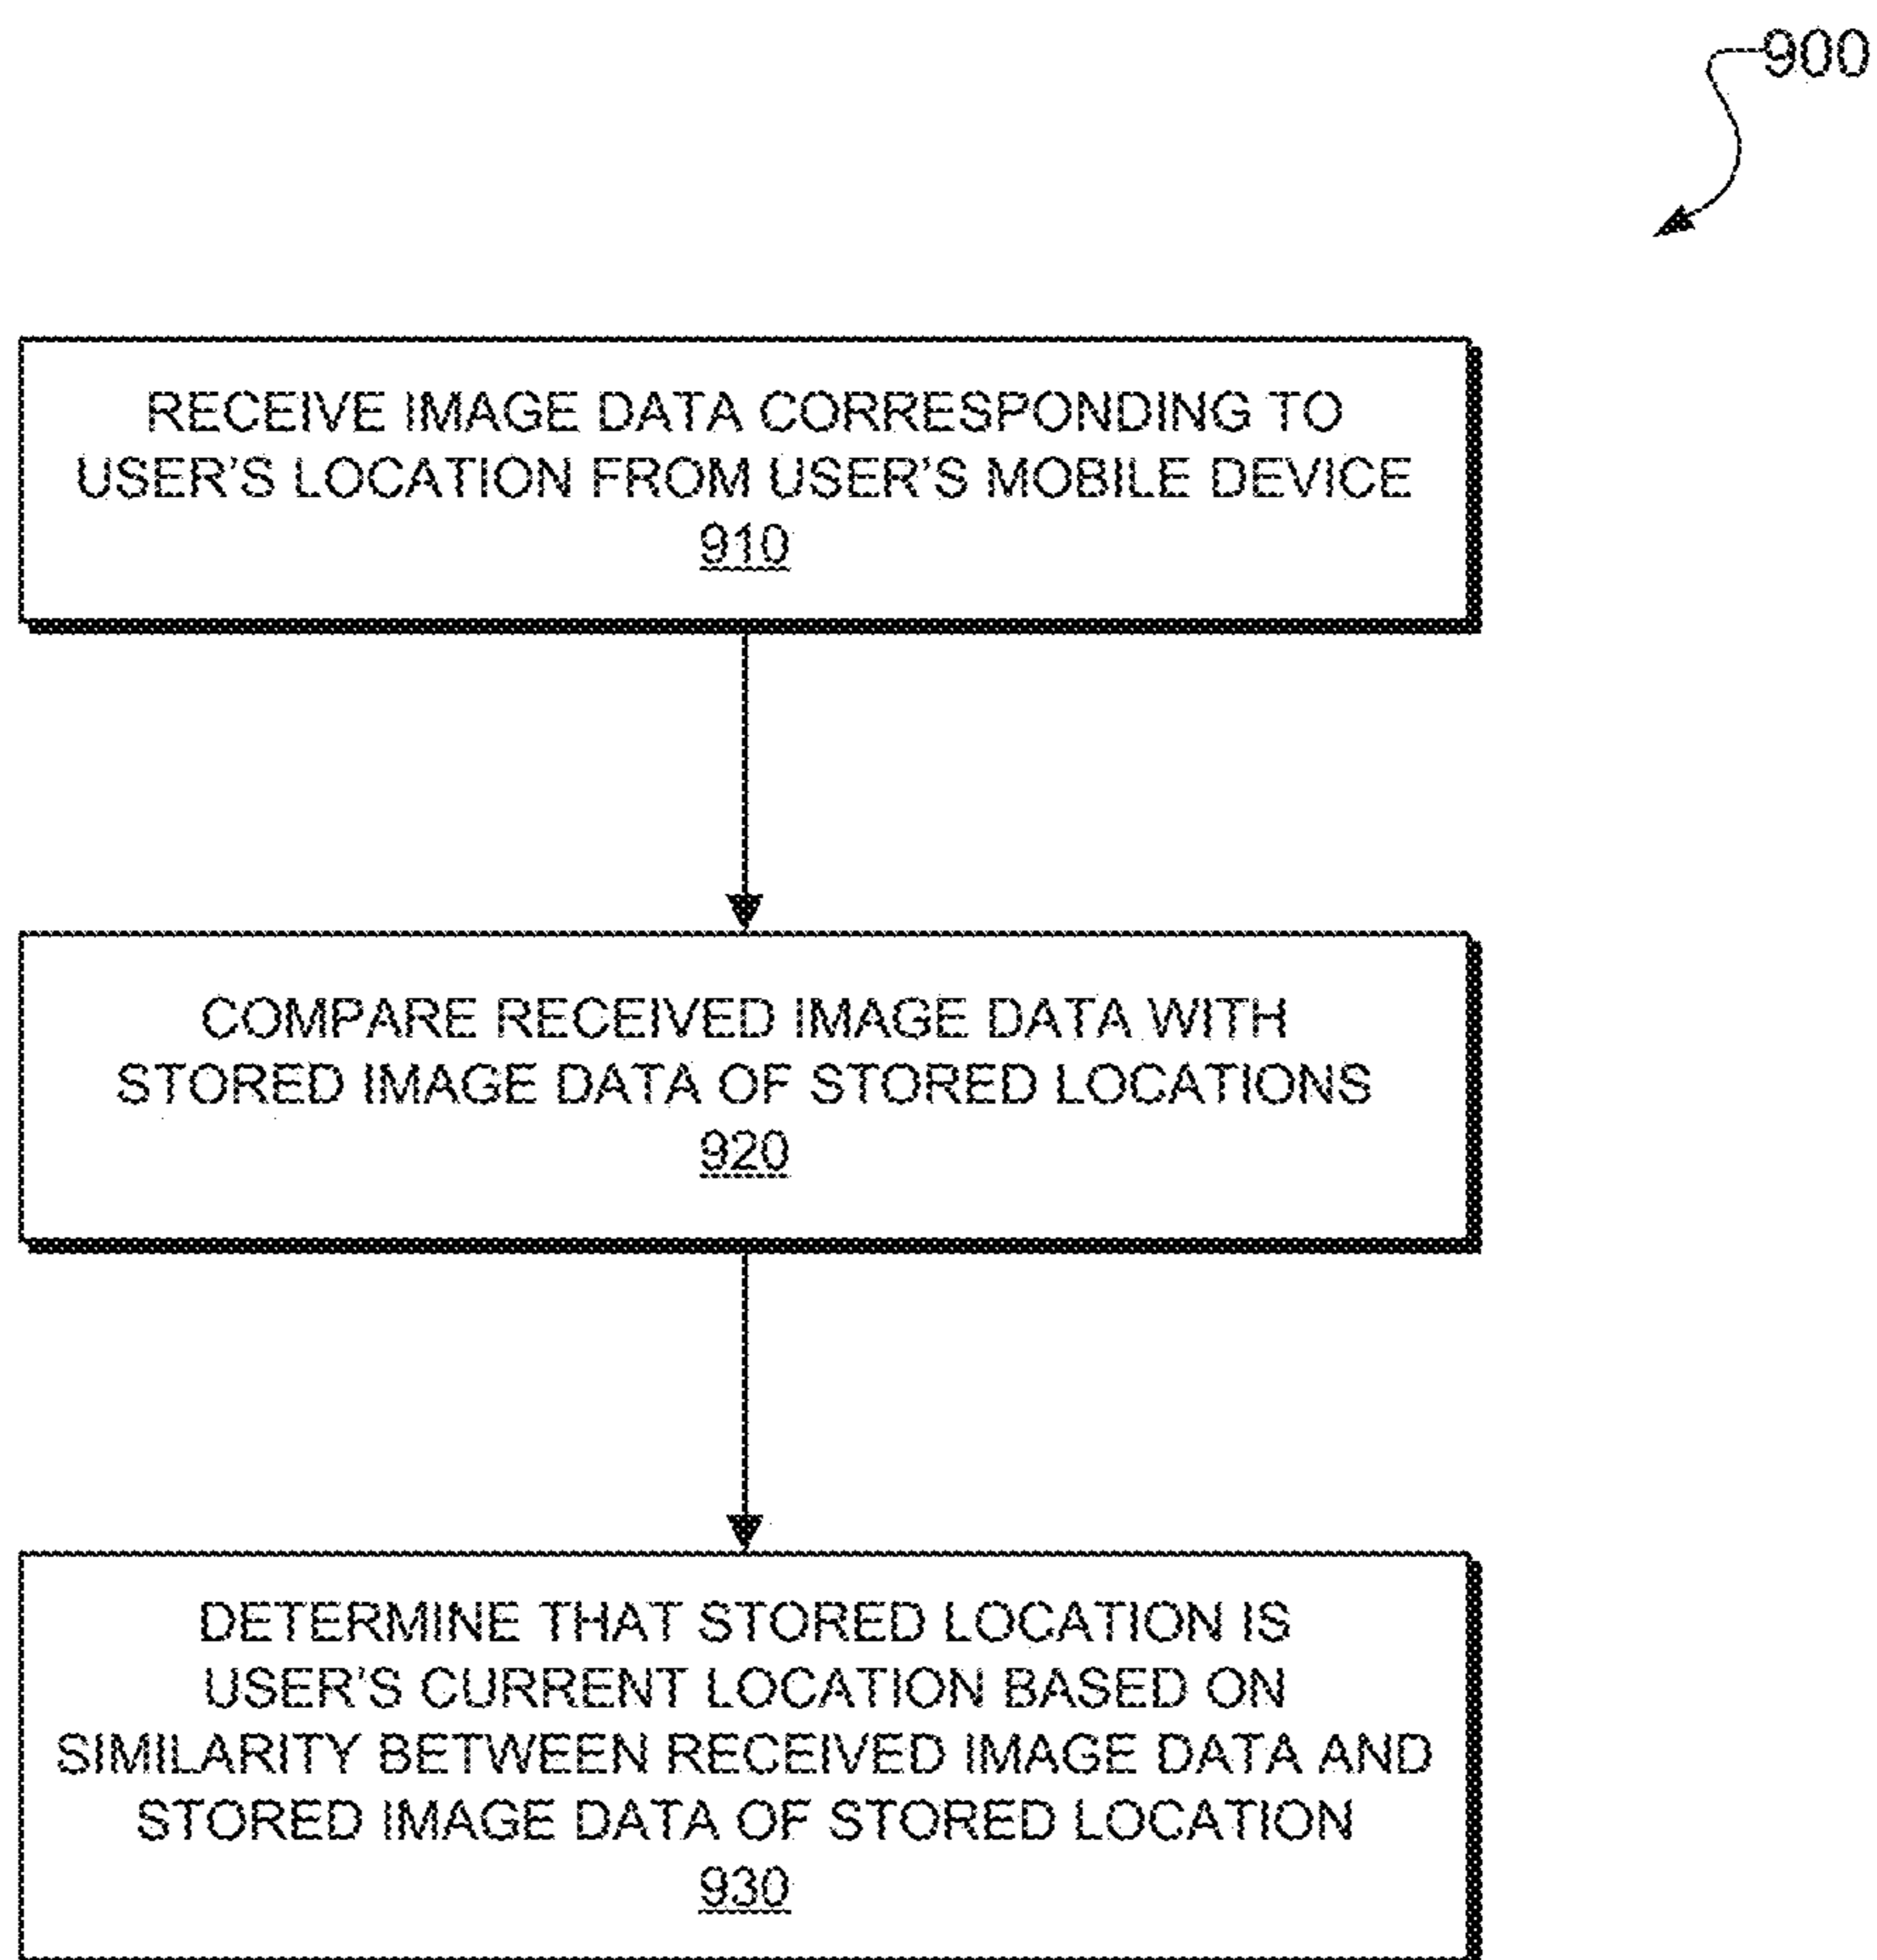 900
RECEIVE IMAGE DATA CORRESPONDING TO
USER'S LOCATION FROM USER'S MOBILE DEVICE
910
COMPARE RECEIVED IMAGE DATA WITH
STORED IMAGE DATA OF STORED LOCATIONS
920
DETERMINE THAT STORED LOCATION IS
USER'S CURRENT LOCATION BASED ON
SIMILARITY BETWEEN RECEIVED IMAGE DATA AND
STORED IMAGE DATA OF STORED LOCATION
930